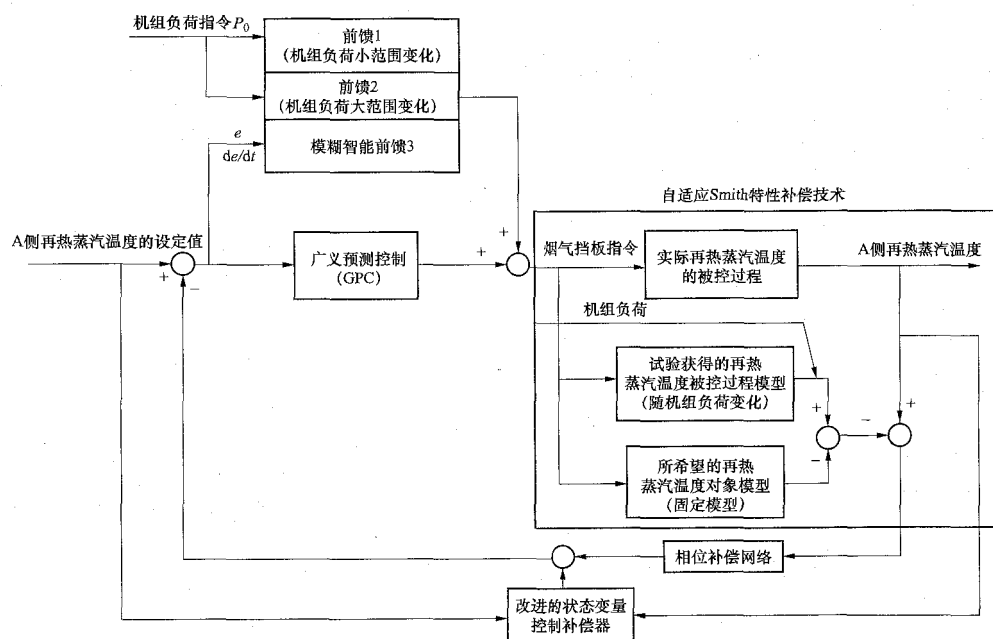 机组负荷指令P₀
前馈1
(机组负荷小范围变化)
前馈2
(机组负荷大范围变化)
模糊智能前馈3
e
de/dt
自适应Smith特性补偿技术
A侧再热蒸汽温度的设定值
+
−
广义预测控制
(GPC)
+
+
烟气挡板指令
实际再热蒸汽温度
的被控过程
A侧再热蒸汽温度
机组负荷
试验获得的再热
蒸汽温度被控过程模型
(随机组负荷变化)
+
−
−
+
所希望的再热
蒸汽温度对象模型
(固定模型)
相位补偿网络
改进的状态变量
控制补偿器